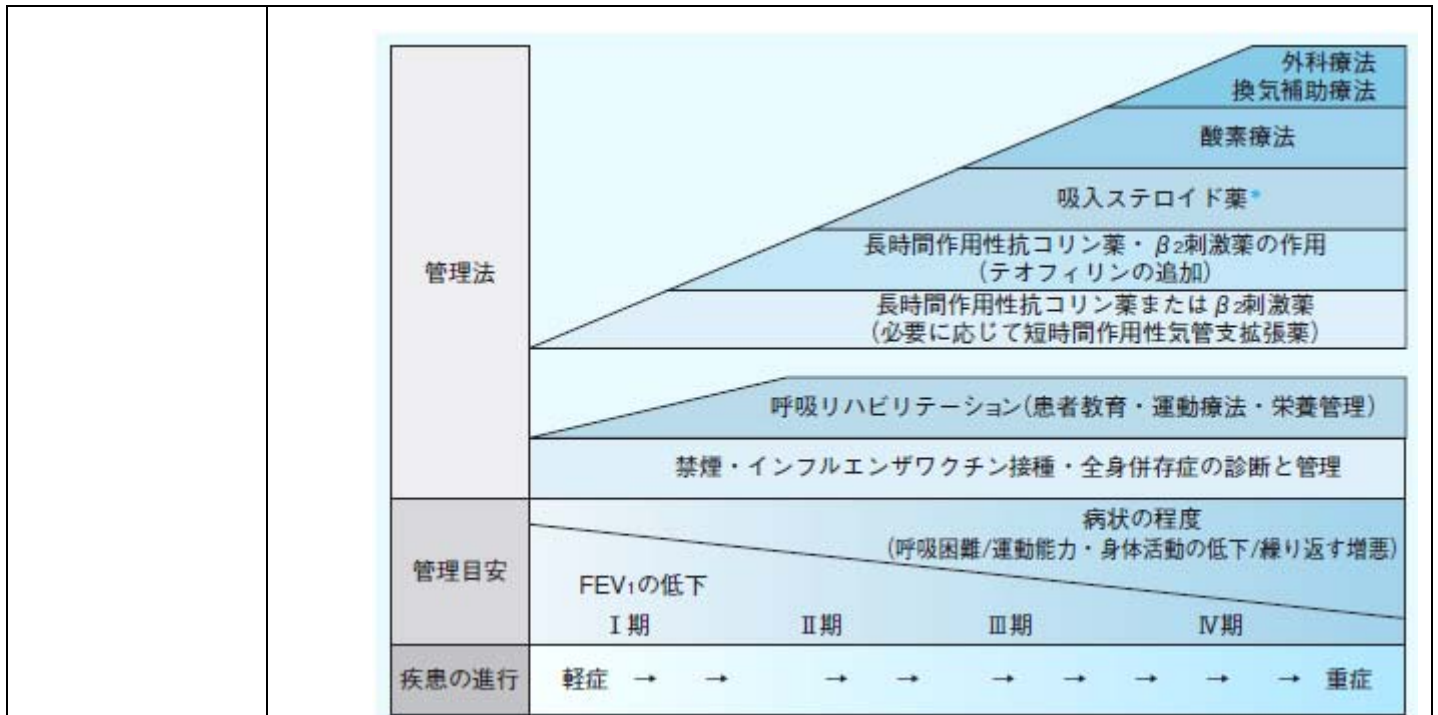 外科療法
換気補助療法
酸素療法
吸入ステロイド薬*
長時間作用性抗コリン薬・β2刺激薬の作用
(テオフィリンの追加)
管理法
長時間作用性抗コリン薬またはβ2刺激薬
(必要に応じて短時間作用性気管支拡張薬)
呼吸リハビリテーション(患者教育・運動療法・栄養管理)
禁煙・インフルエンザワクチン接種・全身併存症の診断と管理
病状の程度
(呼吸困難/運動能力・身体活動の低下/繰り返す増悪)
管理目安
FEV1の低下
Ⅰ期 Ⅱ期 Ⅲ期 Ⅳ期
疾患の進行 軽症 → → → → → → → → → 重症